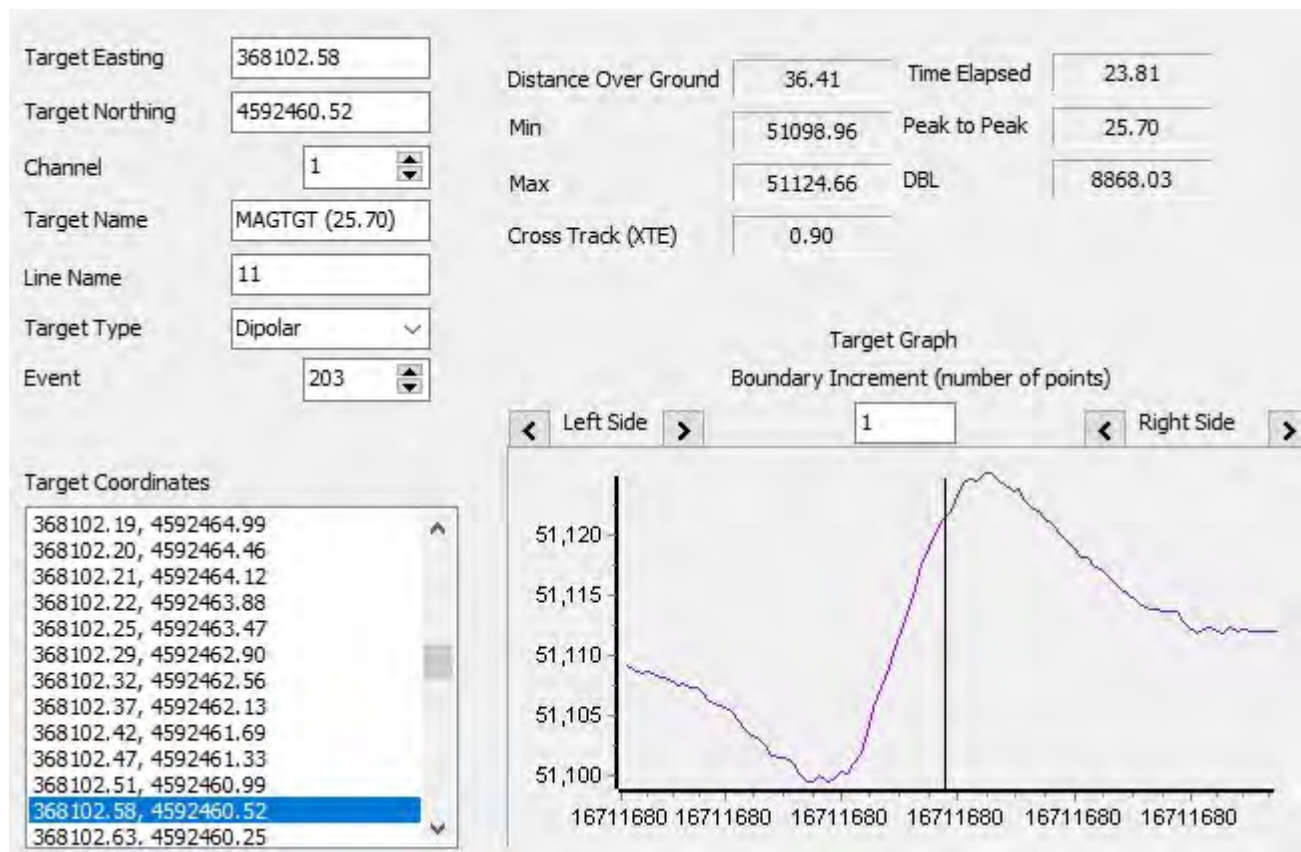 Target Easting 368102.58
Target Northing 4592460.52
Channel 1
Target Name MAGTGT (25.70)
Line Name 11
Target Type Dipolar
Event 203
Distance Over Ground 36.41 Time Elapsed 23.81
Min 51098.96 Peak to Peak 25.70
Max 51124.66 DBL 8868.03
Cross Track (XTE) 0.90
Target Graph
Boundary Increment (number of points)
Left Side 1 Right Side
Target Coordinates
368102.19, 4592464.99
368102.20, 4592464.46
368102.21, 4592464.12
368102.22, 4592463.88
368102.25, 4592463.47
368102.29, 4592462.90
368102.32, 4592462.56
368102.37, 4592462.13
368102.42, 4592461.69
368102.47, 4592461.33
368102.51, 4592460.99
368102.58, 4592460.52
368102.63, 4592460.25
51,120
51,115
51,110
51,105
51,100
16711680 16711680 16711680 16711680 16711680 16711680